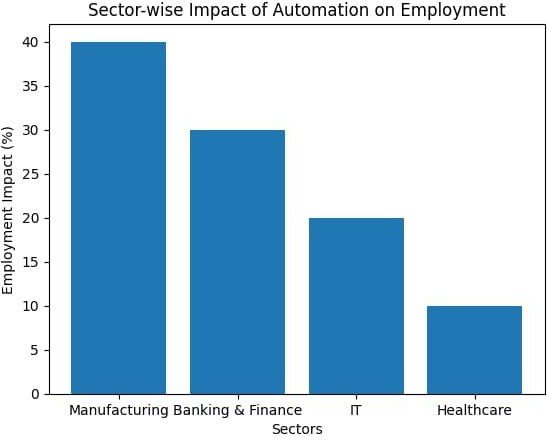 Sector-wise Impact of Automation on Employment
Employment Impact (%)
40
35
30
25
20
15
10
5
0
Manufacturing Banking & Finance IT Healthcare
Sectors